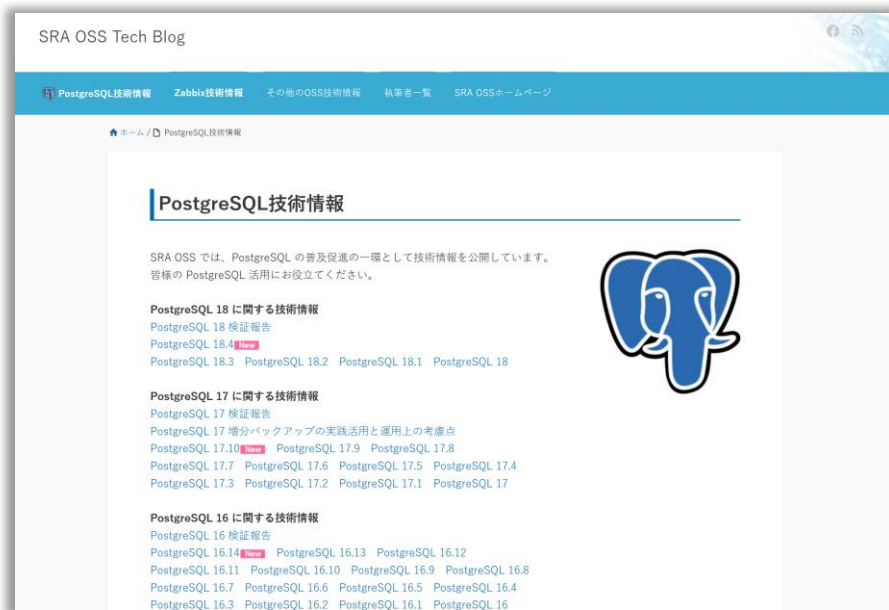 SRA OSS Tech Blog
PostgreSQL技術情報 Zabbix技術情報 その他のOSS技術情報 執筆者一覧 SRA OSSホームページ
ホーム / PostgreSQL技術情報
PostgreSQL技術情報
SRA OSS では、PostgreSQL の普及促進の一環として技術情報を公開しています。
皆様の PostgreSQL 活用にお役立てください。
PostgreSQL 18 に関する技術情報
PostgreSQL 18 検証報告
PostgreSQL 18.4 New
PostgreSQL 18.3 PostgreSQL 18.2 PostgreSQL 18.1 PostgreSQL 18
PostgreSQL 17 に関する技術情報
PostgreSQL 17 検証報告
PostgreSQL 17 増分バックアップの実践活用と運用上の考慮点
PostgreSQL 17.10 New PostgreSQL 17.9 PostgreSQL 17.8
PostgreSQL 17.7 PostgreSQL 17.6 PostgreSQL 17.5 PostgreSQL 17.4
PostgreSQL 17.3 PostgreSQL 17.2 PostgreSQL 17.1 PostgreSQL 17
PostgreSQL 16 に関する技術情報
PostgreSQL 16 検証報告
PostgreSQL 16.14 New PostgreSQL 16.13 PostgreSQL 16.12
PostgreSQL 16.11 PostgreSQL 16.10 PostgreSQL 16.9 PostgreSQL 16.8
PostgreSQL 16.7 PostgreSQL 16.6 PostgreSQL 16.5 PostgreSQL 16.4
PostgreSQL 16.3 PostgreSQL 16.2 PostgreSQL 16.1 PostgreSQL 16